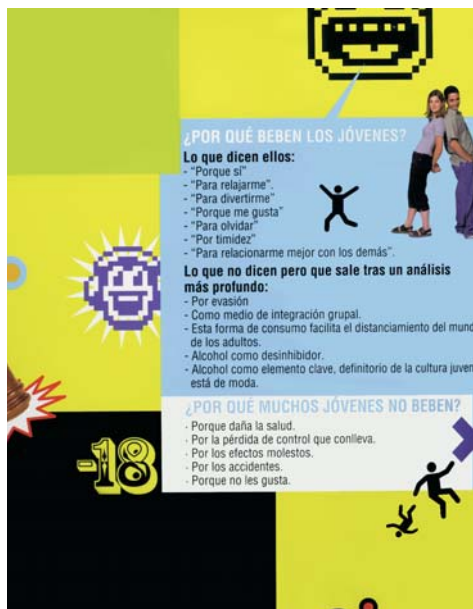 ¿POR QUÉ BEBEN LOS JÓVENES?
Lo que dicen ellos:
- "Porque sí"
- "Para relajarme".
- "Para divertirme"
- "Porque me gusta"
- "Para olvidar"
- "Por timidez"
- "Para relacionarme mejor con los demás".
Lo que no dicen pero que sale tras un análisis
más profundo:
- Por evasión
- Como medio de integración grupal.
- Esta forma de consumo facilita el distanciamiento del mund
de los adultos.
- Alcohol como desinhibidor.
- Alcohol como elemento clave, definitorio de la cultura juven
está de moda.
¿POR QUÉ MUCHOS JÓVENES NO BEBEN?
- Porque daña la salud.
- Por la pérdida de control que conlleva.
- Por los efectos molestos.
- Por los accidentes.
- Porque no les gusta.
-18